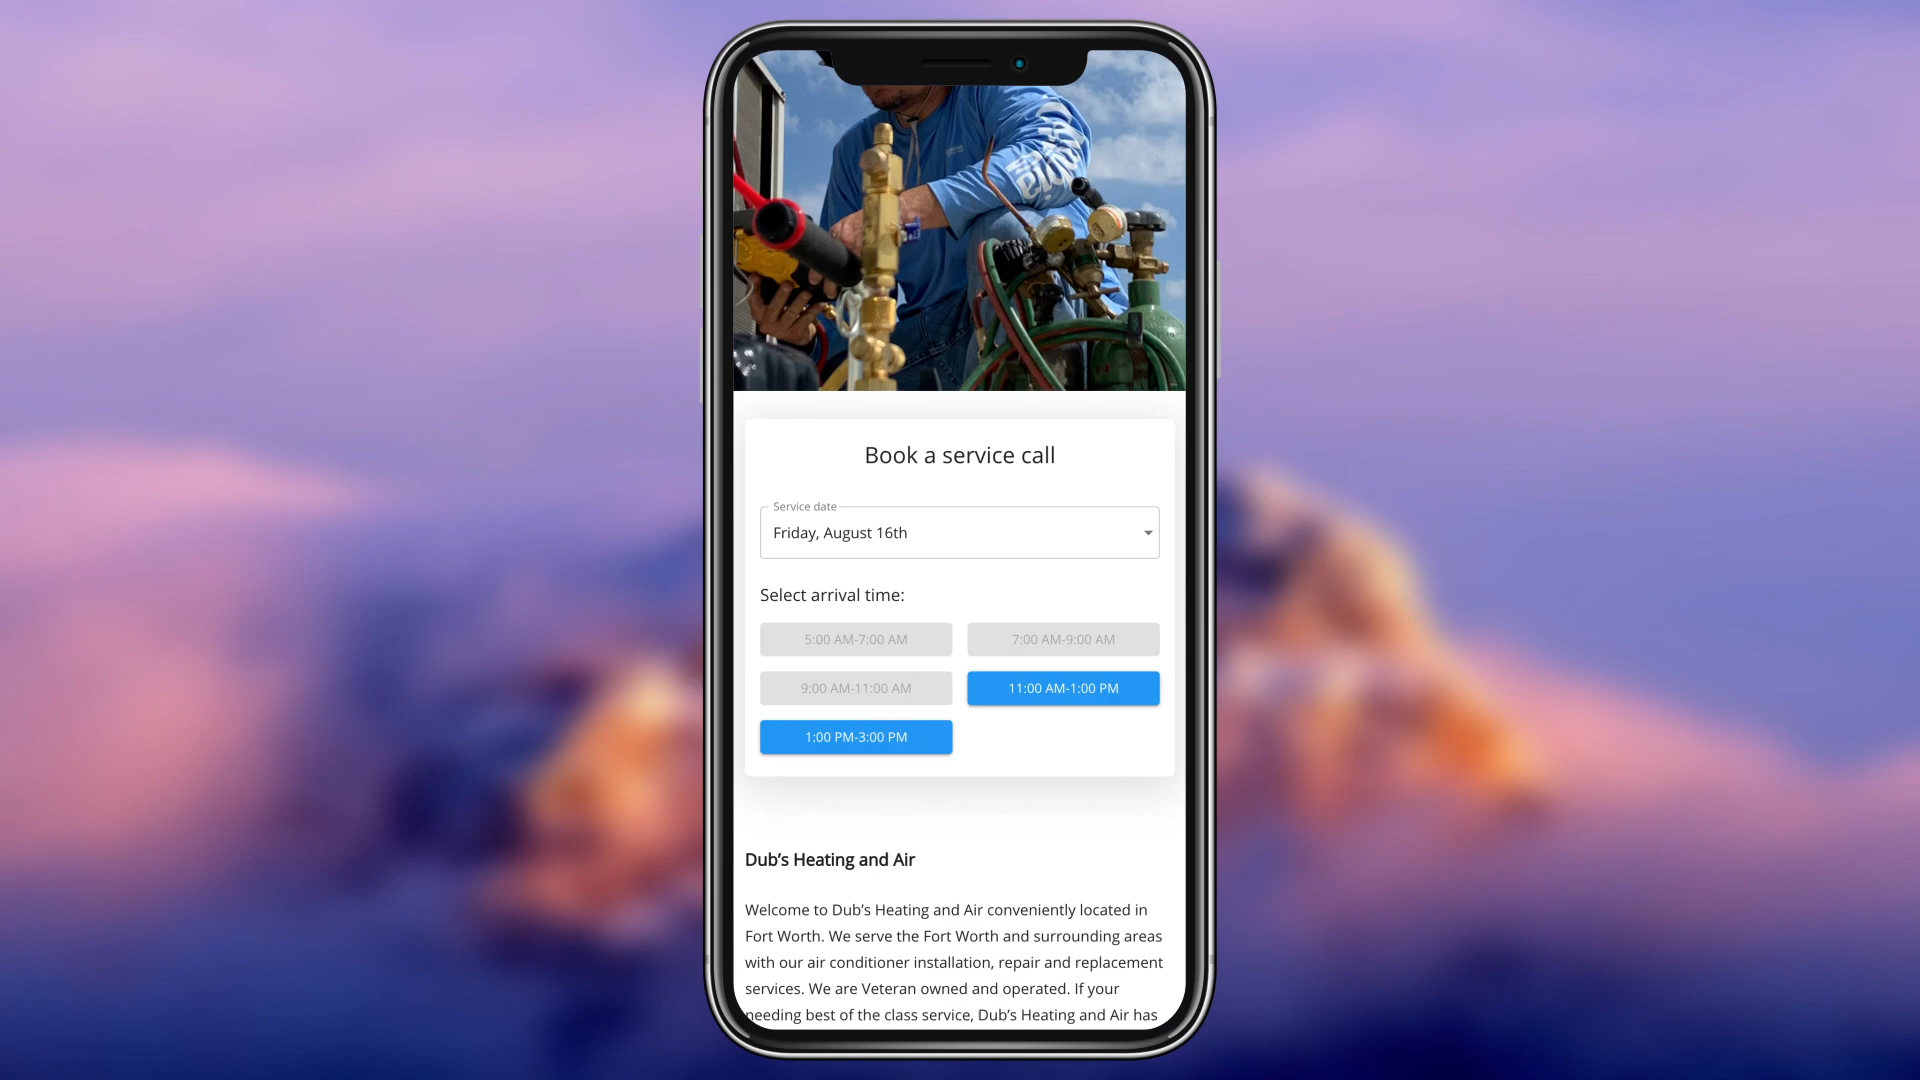 Book a service call
Service date
Friday, August 16th
Select arrival time:
5:00 AM-7:00 AM
7:00 AM-9:00 AM
9:00 AM-11:00 AM
11:00 AM-1:00 PM
1:00 PM-3:00 PM
Dub’s Heating and Air
Welcome to Dub’s Heating and Air conveniently located in
Fort Worth. We serve the Fort Worth and surrounding areas
with our air conditioner installation, repair and replacement
services. We are Veteran owned and operated. If your
needing best of the class service, Dub’s Heating and Air has